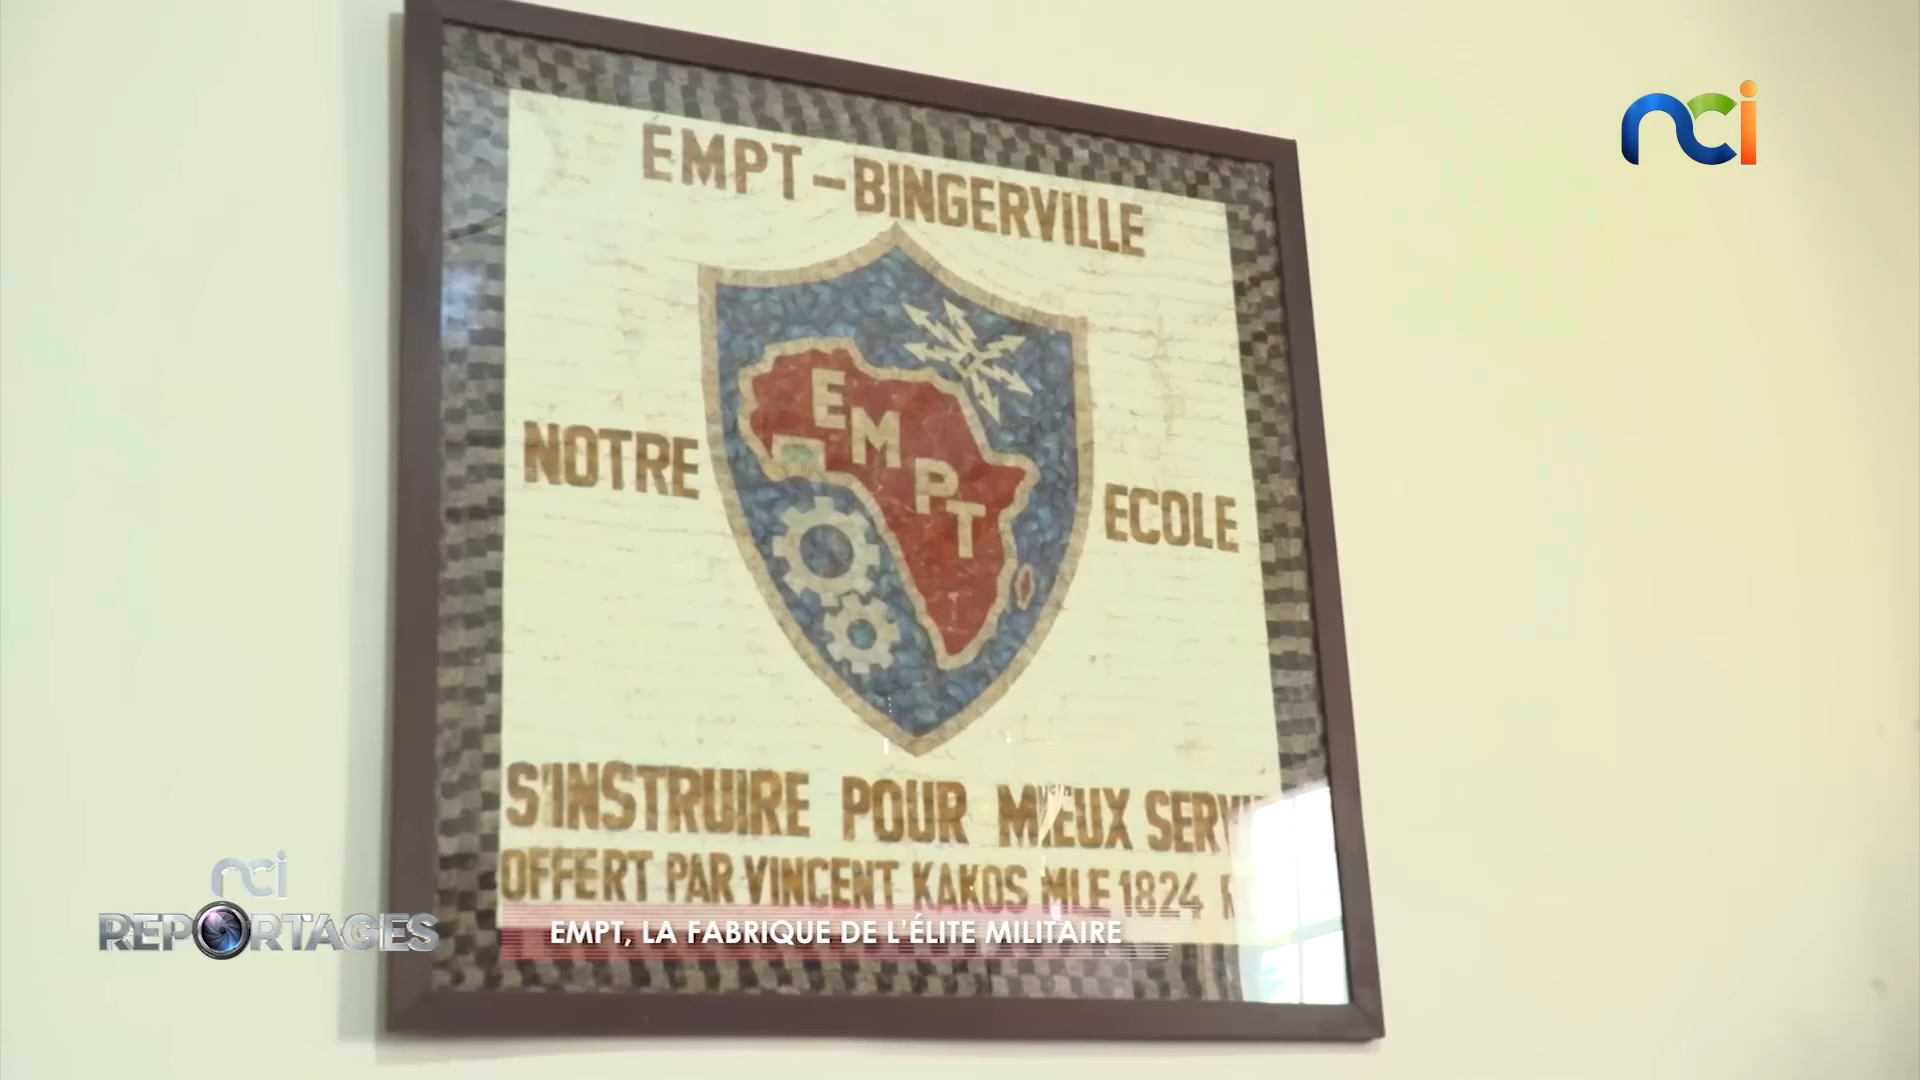 nci
EMPT-BINGERVILLE
E M P T
NOTRE ECOLE
S'INSTRUIRE POUR MIEUX
OFFERT PAR VINCENT KAKOS MLE 1824
nci
REPORTAGES
EMPT, LA FABRIQUE DE L'ÉLITE MILITAIRE